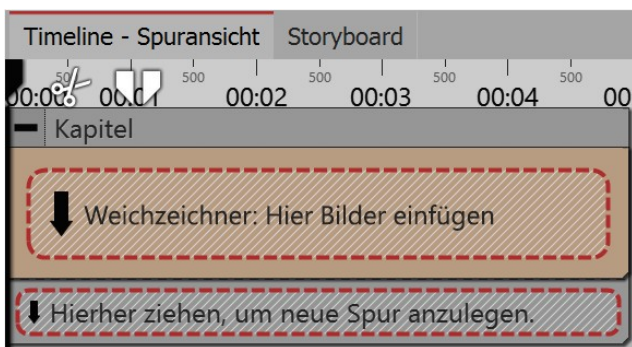 Timeline - Spuransicht Storyboard
500 500 500 500 500
00:00 00:01 00:02 00:03 00:04 00
Kapitel
Weichzeichner: Hier Bilder einfügen
Hierher ziehen, um neue Spur anzulegen.